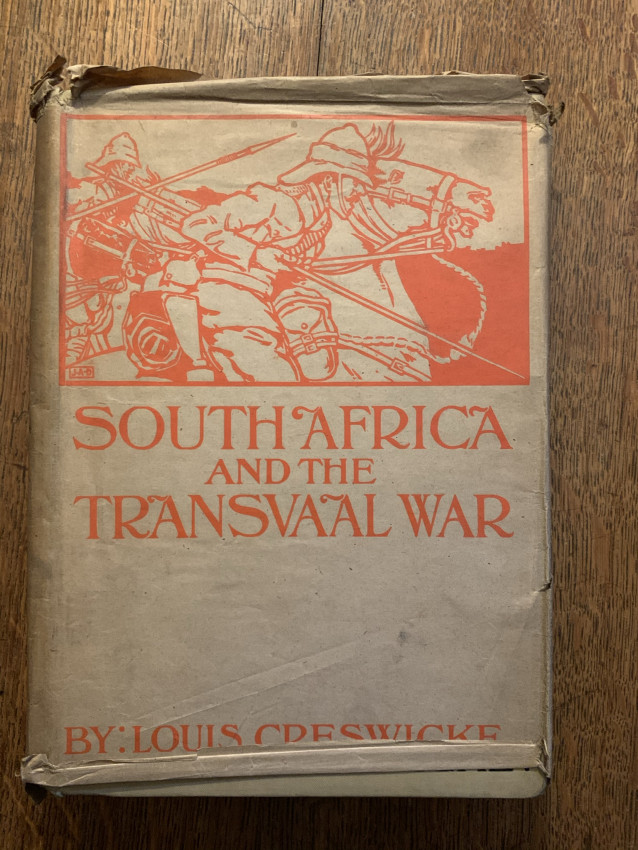 SOUTH AFRICA
AND THE
TRANSVAAL WAR
BY: LOUIS CRESWICKE